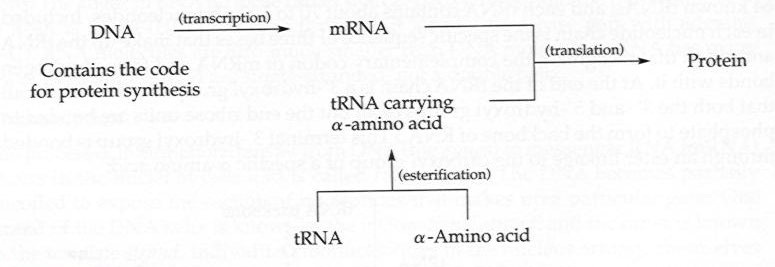 DNA
(transcription)
mRNA
Contains the code
for protein synthesis
(translation)
Protein
tRNA carrying
α-amino acid
(esterification)
tRNA
α-Amino acid